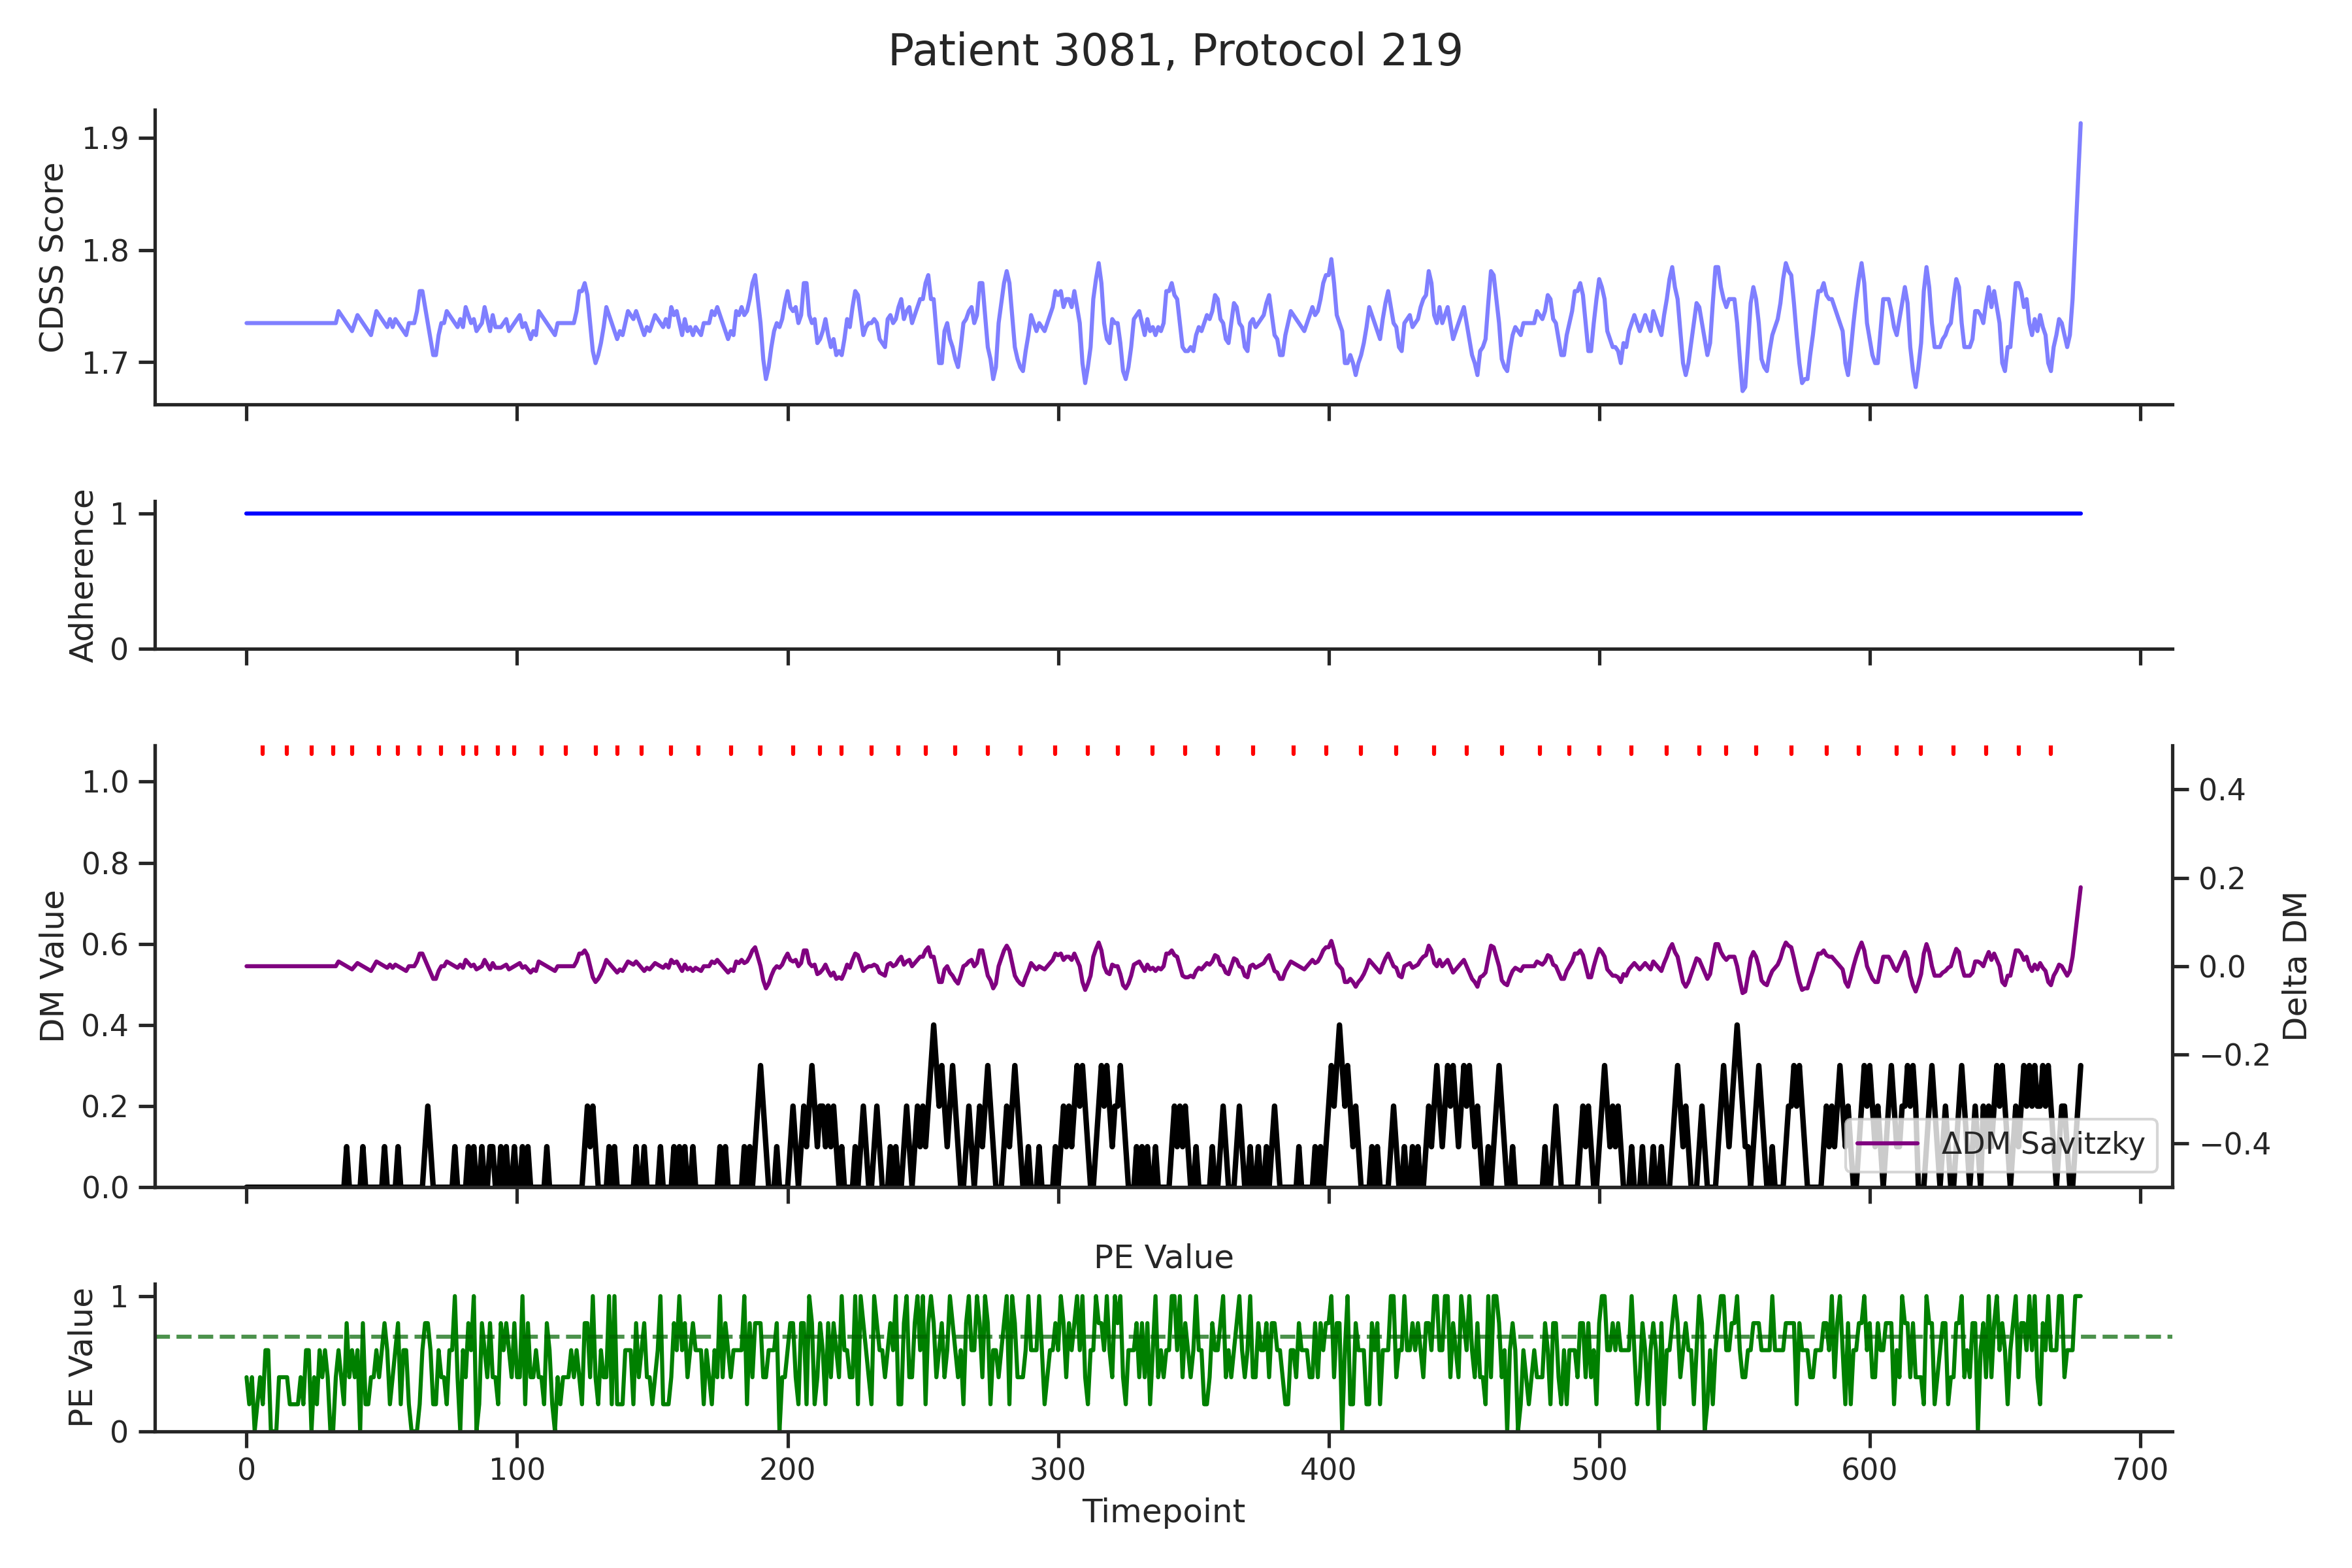 Patient 3081, Protocol 219
CDSS Score
1.9
1.8
1.7
Adherence
1
0
DM Value
1.0
0.8
0.6
0.4
0.2
0.0
0.4
0.2
0.0
−0.2
−0.4
Delta DM
ΔDM Savitzky
PE Value
PE Value
1
0
0 100 200 300 400 500 600 700
Timepoint